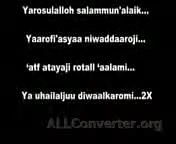 Yarosulalloh salammun'alaik...
Yaarofi'asyaa niwaddaaroji...
'atf atayaji rotall 'aalami...
Ya uhailaljuu diwaalkaromi...2X
ALLConverter.org